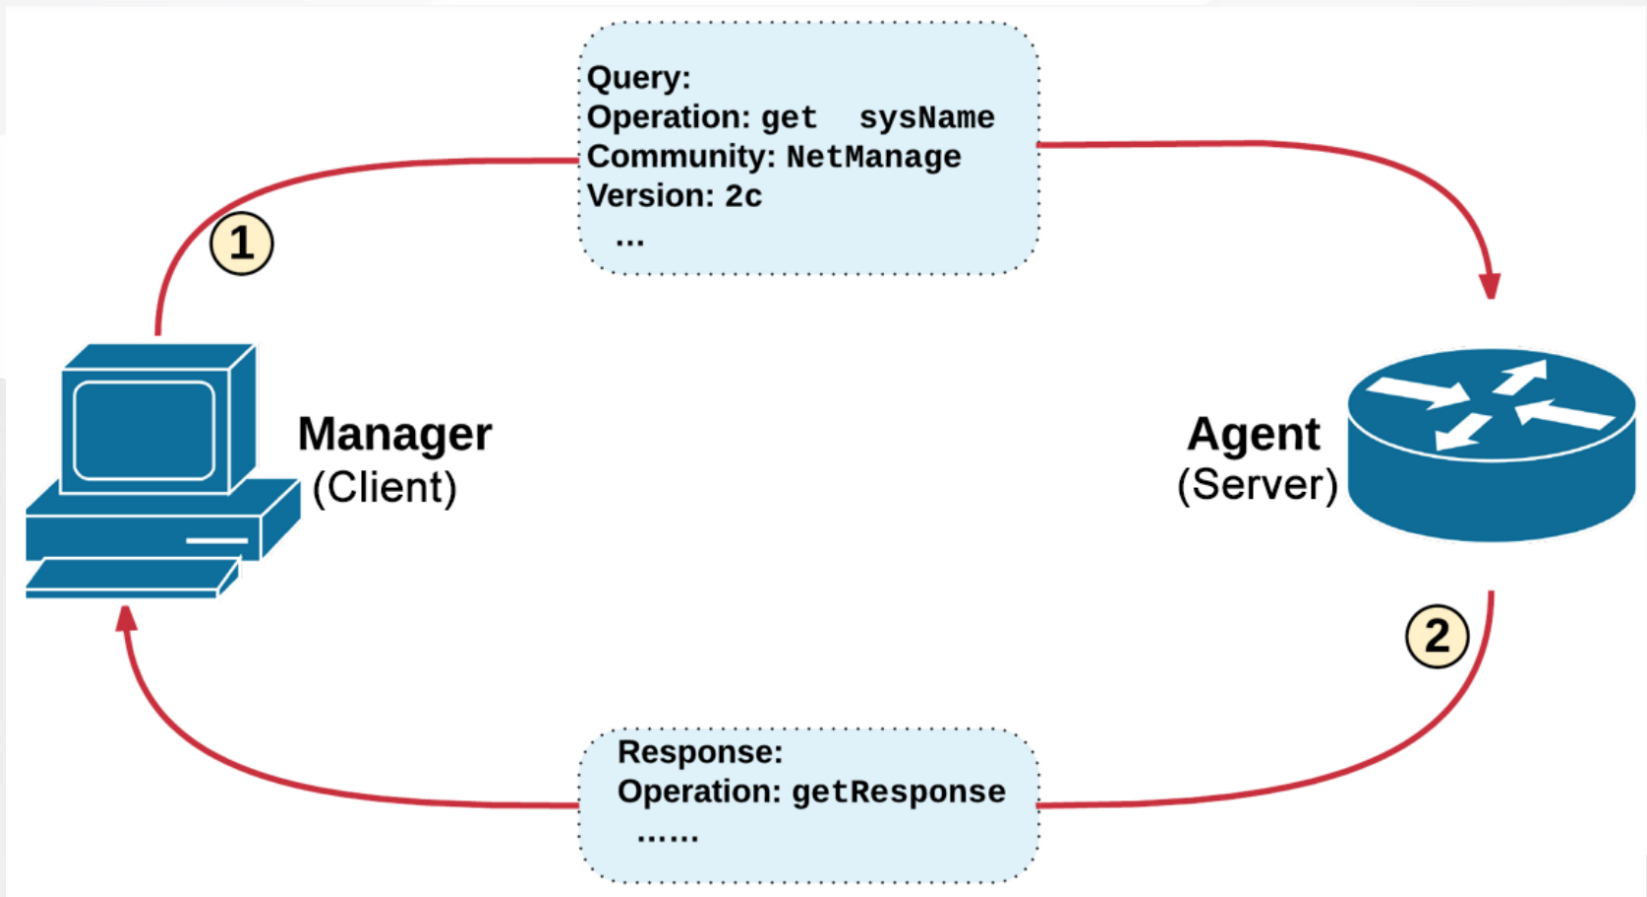 Query:
Operation: get sysName
Community: NetManage
Version: 2c
...
1
Manager
(Client)
Agent
(Server)
2
Response:
Operation: getResponse
......